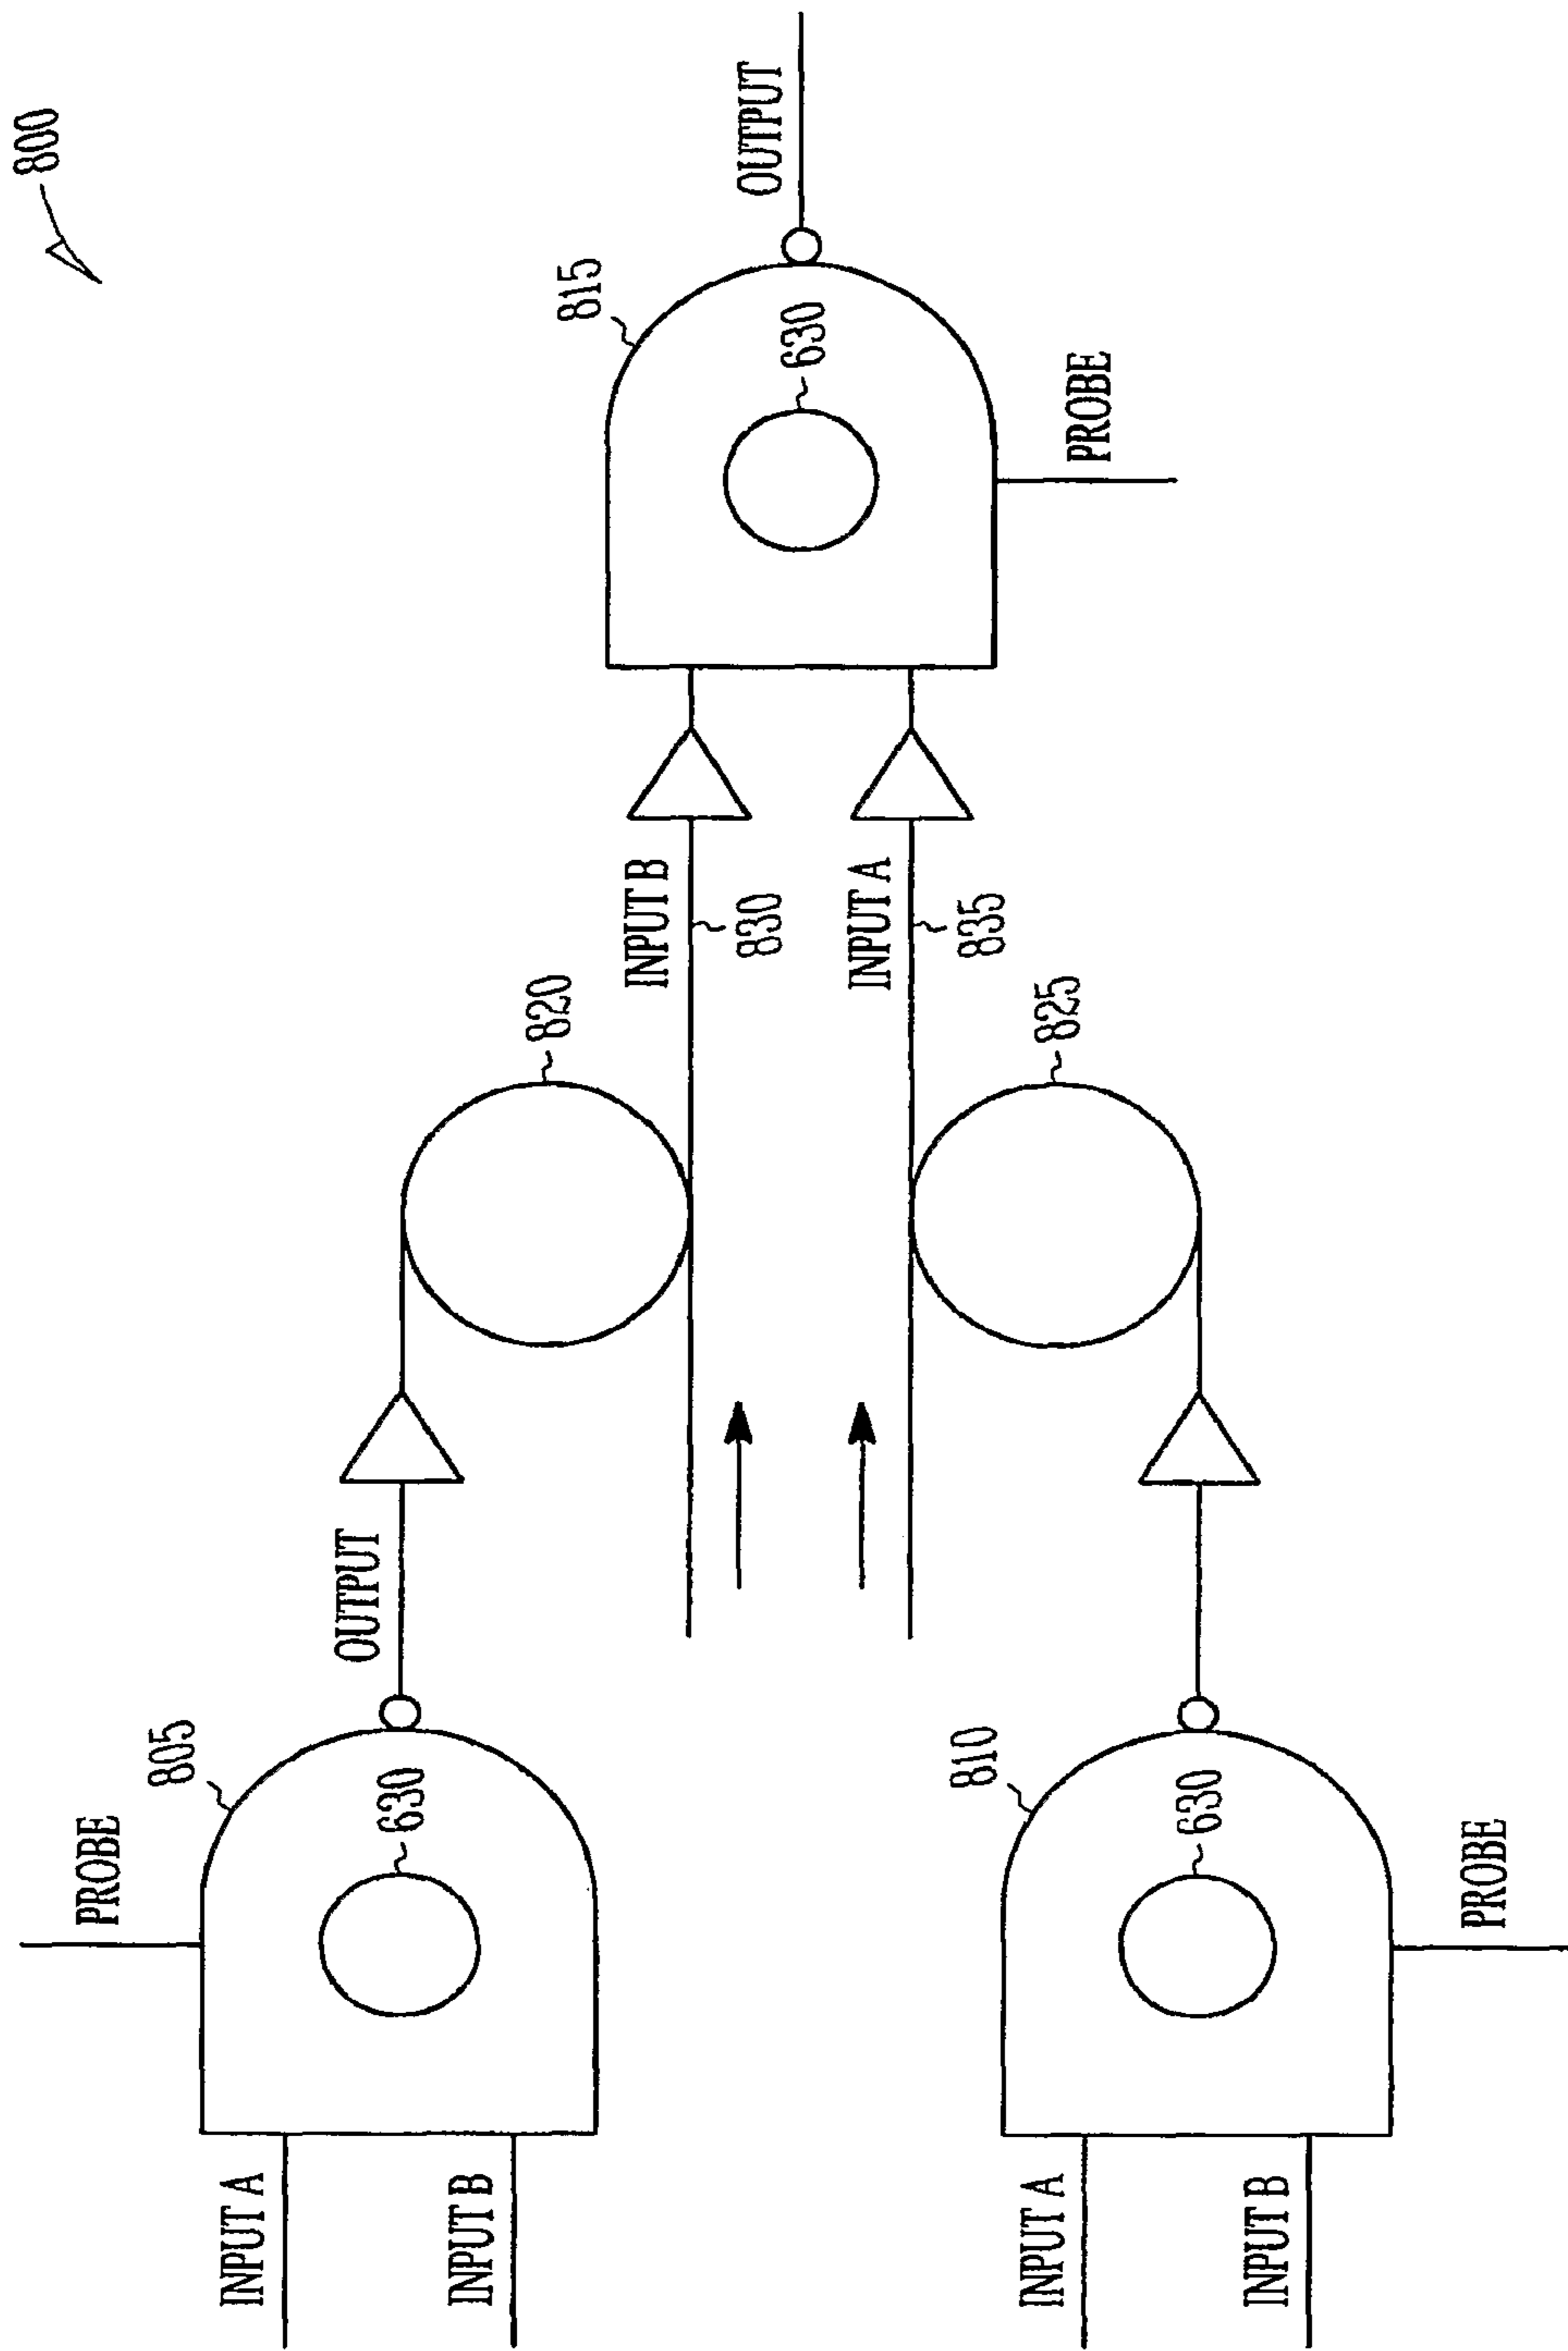 800
PROBE
805
INPUT A
630
OUTPUT
INPUT B
820
INPUT B
830
815
OUTPUT
630
INPUT A
835
PROBE
825
810
INPUT A
630
INPUT B
PROBE